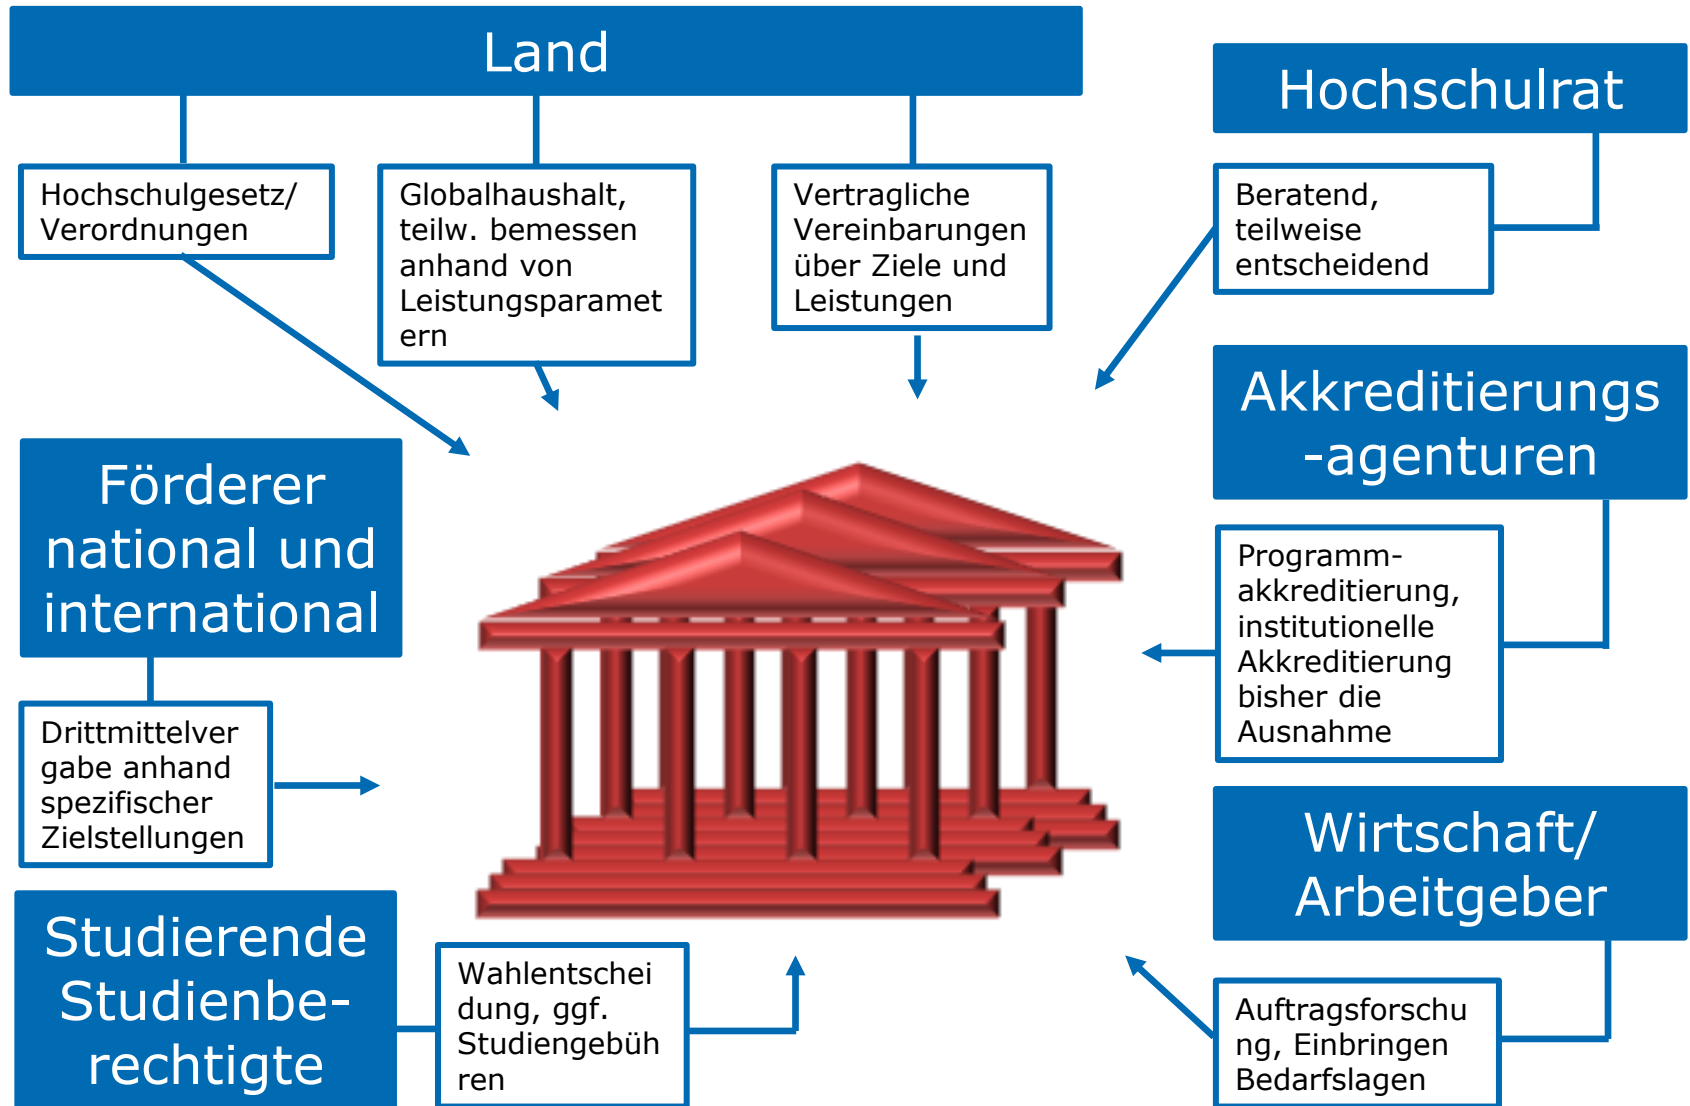 Land
Hochschulgesetz/
Verordnungen
Globalhaushalt,
teilw. bemessen
anhand von
Leistungsparamet
ern
Vertragliche
Vereinbarungen
über Ziele und
Leistungen
Hochschulrat
Beratend,
teilweise
entscheidend
Akkreditierungs
-agenturen
Programm-
akkreditierung,
institutionelle
Akkreditierung
bisher die
Ausnahme
Förderer
national und
international
Drittmittelver
gabe anhand
spezifischer
Zielstellungen
Studierende
Studienbe-
rechtigte
Wahlentschei
dung, ggf.
Studiengebüh
ren
Wirtschaft/
Arbeitgeber
Auftragsforschu
ng, Einbringen
Bedarfslagen